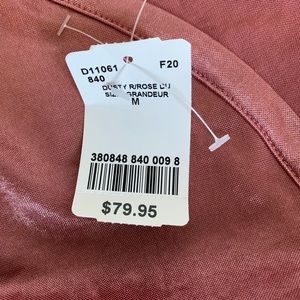 D11061 F20
840
DUSTY R/ROSE DU
SIZE GRANDEUR
M
380848 840 009 8
$79.95